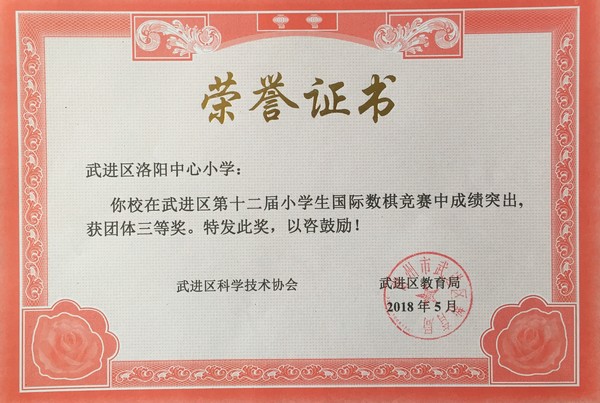 荣誉证书
武进区洛阳中心小学：
你校在武进区第十二届小学生国际数棋竞赛中成绩突出，
获团体三等奖。特发此奖，以咨鼓励！
武进区科学技术协会 武进区教育局
2018年5月